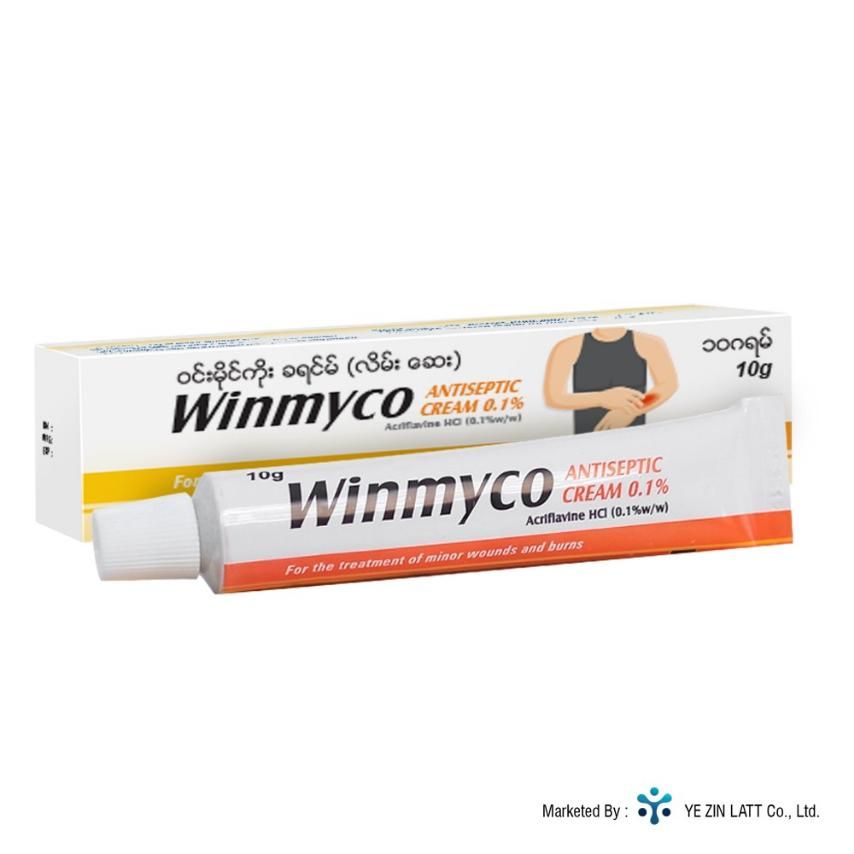 ဝင်းမိုင်ကိုး ခရင်မ် (လိမ်း ဆေး)
Winmyco ANTISEPTIC
CREAM 0.1%
Acriflavine HCl (0.1%w/w)
၁၀ဂရမ်
10g
For
10g
Winmyco ANTISEPTIC
CREAM 0.1%
Acriflavine HCl (0.1%w/w)
For the treatment of minor wounds and burns
Marketed By : YE ZIN LATT Co., Ltd.